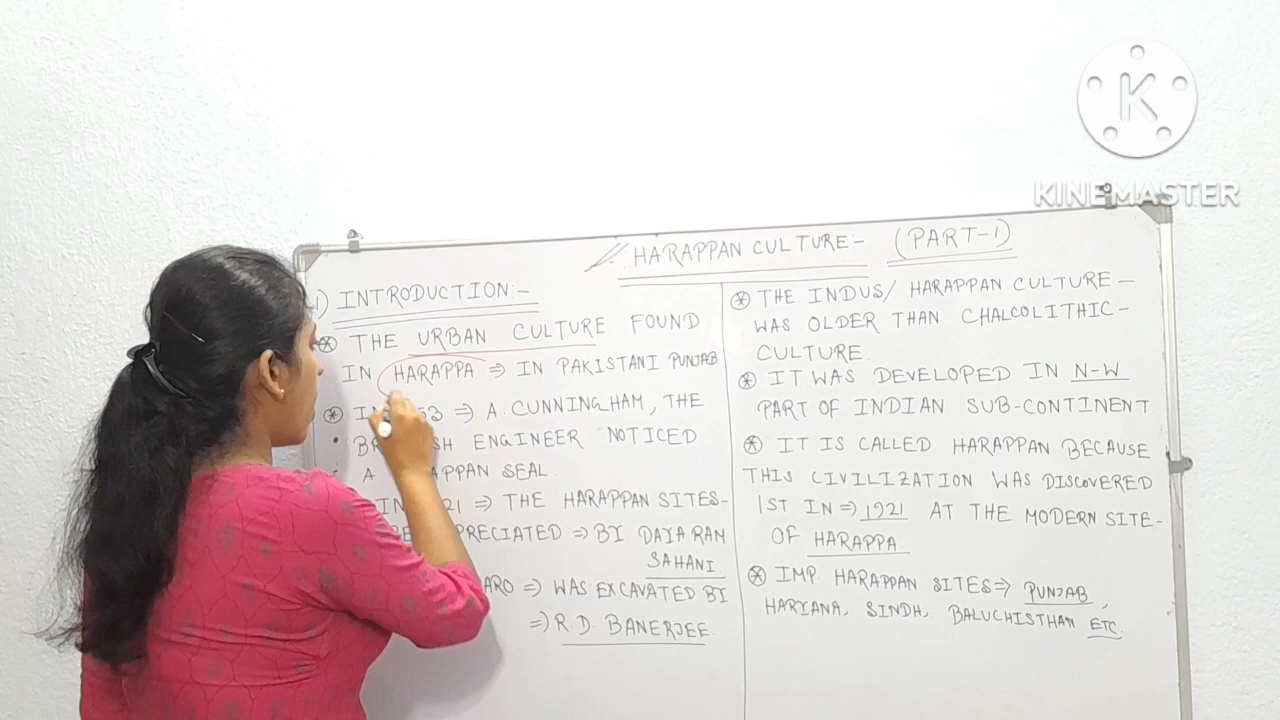 K
KINEMASTER
HARAPPAN CULTURE:- (PART-1)
1) INTRODUCTION:-
THE URBAN CULTURE FOUND
IN HARAPPA ⇒ IN PAKISTANI PUNJAB
⇒ A. CUNNINGHAM, THE
ENGINEER NOTICED
A SEAL.
IN ⇒ THE HARAPPAN SITES-
⇒ BY DAYA RAM
SAHANI.
⇒ WAS EXCAVATED BY
⇒ R.D. BANERJEE
THE INDUS/ HARAPPAN CULTURE-
WAS OLDER THAN CHALCOLITHIC-
CULTURE.
IT WAS DEVELOPED IN N-W
PART OF INDIAN SUB-CONTINENT
IT IS CALLED HARAPPAN BECAUSE
THIS CIVILIZATION WAS DISCOVERED
1ST IN ⇒ 1921 AT THE MODERN SITE-
OF HARAPPA
IMP. HARAPPAN SITES ⇒ PUNJAB,
HARYANA, SINDH, BALUCHISTHAN ETC.